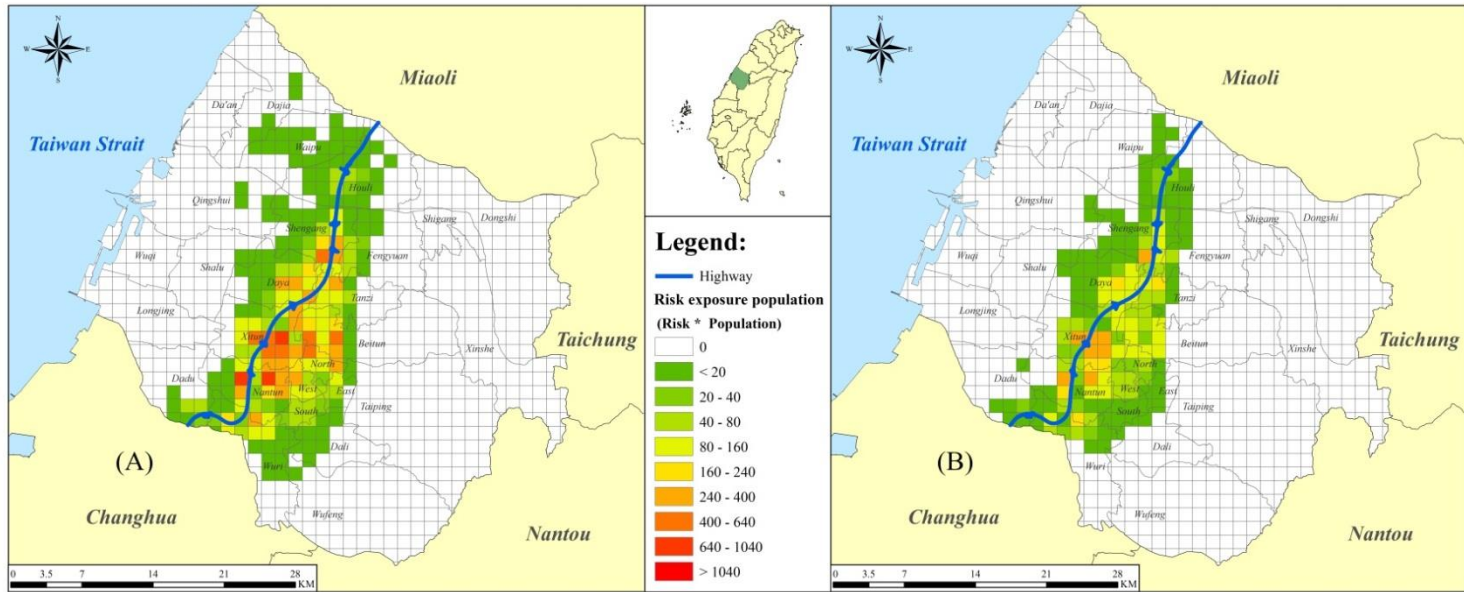 N
W
E
S
Miaoli
Da'an
Dajia
Taiwan Strait
Waipu
Houli
Qingshui
Shigang
Dongshi
Shengang
Wuqi
Fengyuan
Shalu
Daya
Tanzi
Longjing
Xitun
Beitun
Taichung
Xinshe
North
Dadu
Nantun
West
East
South
Taiping
Dali
(A)
Wuri
Changhua
Wufeng
Nantou
0 3.5 7 14 21 28
KM
Legend:
Highway
Risk exposure population
(Risk * Population)
0
< 20
20 - 40
40 - 80
80 - 160
160 - 240
240 - 400
400 - 640
640 - 1040
> 1040
N
W
E
S
Miaoli
Da'an
Dajia
Taiwan Strait
Waipu
Houli
Qingshui
Shigang
Dongshi
Shengang
Wuqi
Fengyuan
Shalu
Daya
Tanzi
Longjing
Xitun
Beitun
Taichung
Xinshe
North
Dadu
Nantun
West
East
South
Taiping
Dali
(B)
Wuri
Changhua
Wufeng
Nantou
0 3.5 7 14 21 28
KM